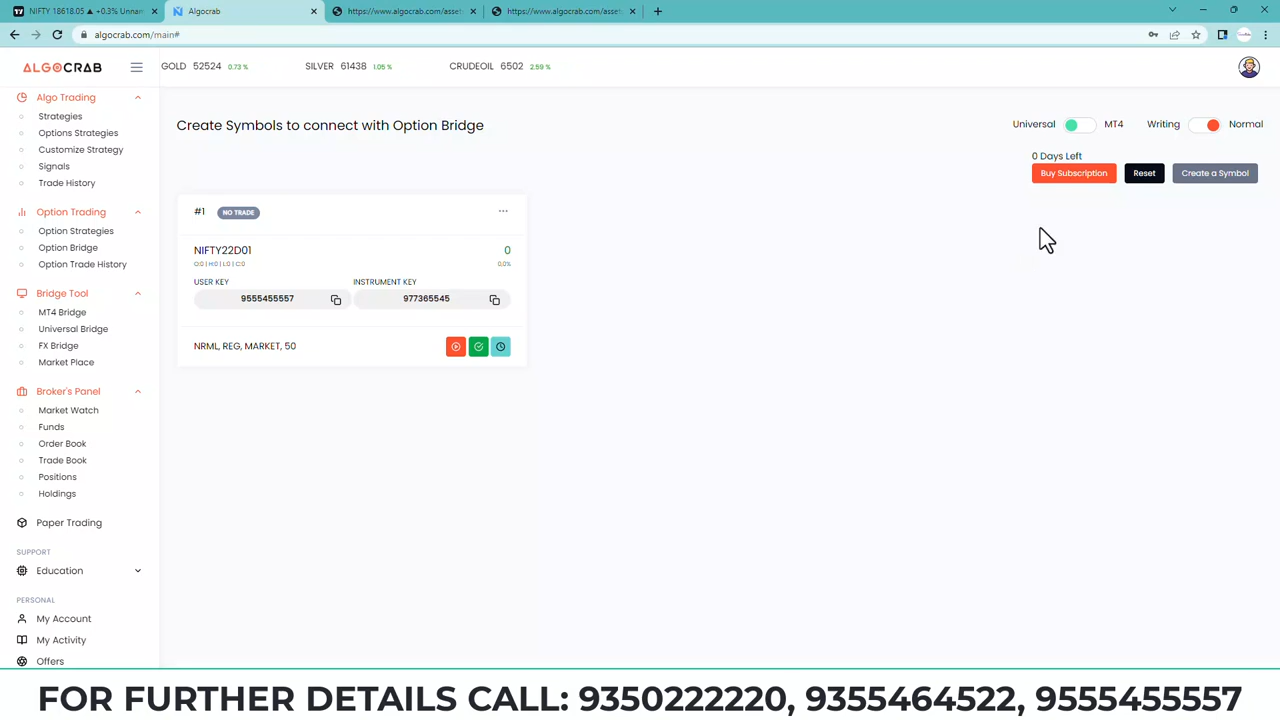 NIFTY 18618.05 ▲ +0.3% Unnam
Algocrab
https://www.algocrab.com/asset
https://www.algocrab.com/asset
algocrab.com/main#
ALGOCRAB
GOLD 52524 0.73 %
SILVER 61438 1.05 %
CRUDEOIL 6502 2.59 %
Algo Trading
Strategies
Options Strategies
Customize Strategy
Signals
Trade History
Option Trading
Option Strategies
Option Bridge
Option Trade History
Bridge Tool
MT4 Bridge
Universal Bridge
FX Bridge
Market Place
Broker's Panel
Market Watch
Funds
Order Book
Trade Book
Positions
Holdings
Paper Trading
SUPPORT
Education
PERSONAL
My Account
My Activity
Offers
Create Symbols to connect with Option Bridge
Universal MT4 Writing Normal
0 Days Left
Buy Subscription Reset Create a Symbol
#1 NO TRADE
NIFTY22D01 0
O:0 | H:0 | L:0 | C:0 0,0%
USER KEY INSTRUMENT KEY
9555455557 977365545
NRML, REG, MARKET, 50
FOR FURTHER DETAILS CALL: 9350222220, 9355464522, 9555455557